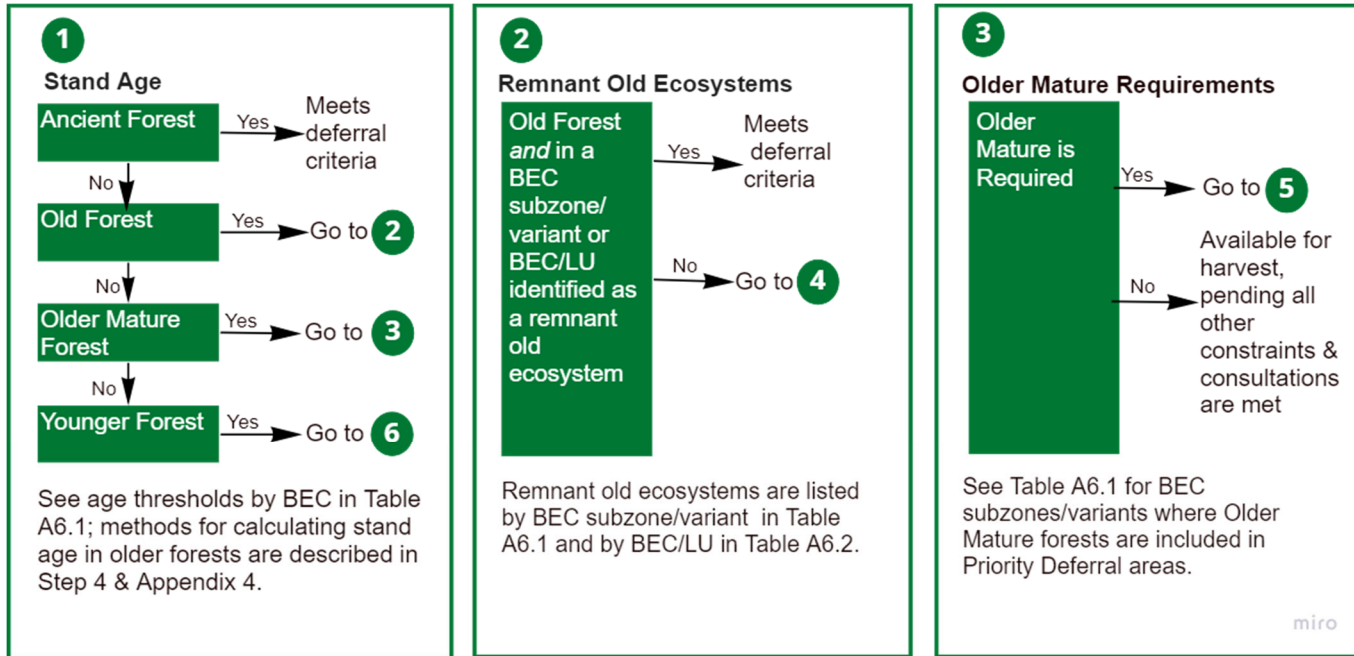 1
Stand Age
Ancient Forest
Yes
Meets
deferral
criteria
No
Old Forest
Yes
Go to 2
No
Older Mature
Forest
Yes
Go to 3
No
Younger Forest
Yes
Go to 6
See age thresholds by BEC in Table
A6.1; methods for calculating stand
age in older forests are described in
Step 4 & Appendix 4.
2
Remnant Old Ecosystems
Old Forest
and in a
BEC
subzone/
variant or
BEC/LU
identified as
a remnant
old
ecosystem
Yes
Meets
deferral
criteria
No
Go to 4
Remnant old ecosystems are listed
by BEC subzone/variant in Table
A6.1 and by BEC/LU in Table A6.2.
3
Older Mature Requirements
Older
Mature is
Required
Yes
Go to 5
No
Available for
harvest,
pending all
other
constraints &
consultations
are met
See Table A6.1 for BEC
subzones/variants where Older
Mature forests are included in
Priority Deferral areas.
miro